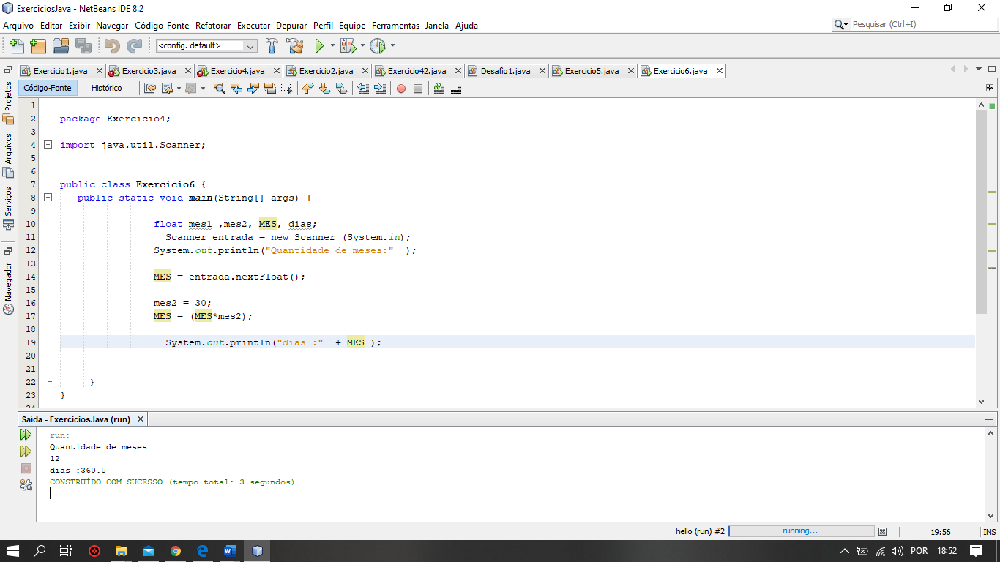 ExerciciosJava - NetBeans IDE 8.2
Arquivo Editar Exibir Navegar Código-Fonte Refatorar Executar Depurar Perfil Equipe Ferramentas Janela Ajuda
Pesquisar (Ctrl+I)
<config. default>
Exercicio1.java Exercicio3.java Exercicio4.java Exercicio2.java Exercicio42.java Desafio1.java Exercicio5.java Exercicio6.java
Código-Fonte Histórico
Projetos
Arquivos
Serviços
Navegador
1
2 package Exercicio4;
3
4 import java.util.Scanner;
5
6
7 public class Exercicio6 {
8 public static void main(String[] args) {
9
10 float mes1 ,mes2, MES, dias;
11 Scanner entrada = new Scanner (System.in);
12 System.out.println("Quantidade de meses:" );
13
14 MES = entrada.nextFloat();
15
16 mes2 = 30;
17 MES = (MES*mes2);
18
19 System.out.println("dias :" + MES );
20
21
22 }
23 }
24
Saída - ExerciciosJava (run)
run:
Quantidade de meses:
12
dias :360.0
CONSTRUÍDO COM SUCESSO (tempo total: 3 segundos)
hello (run) #2 running... 19:56 INS
POR 18:52